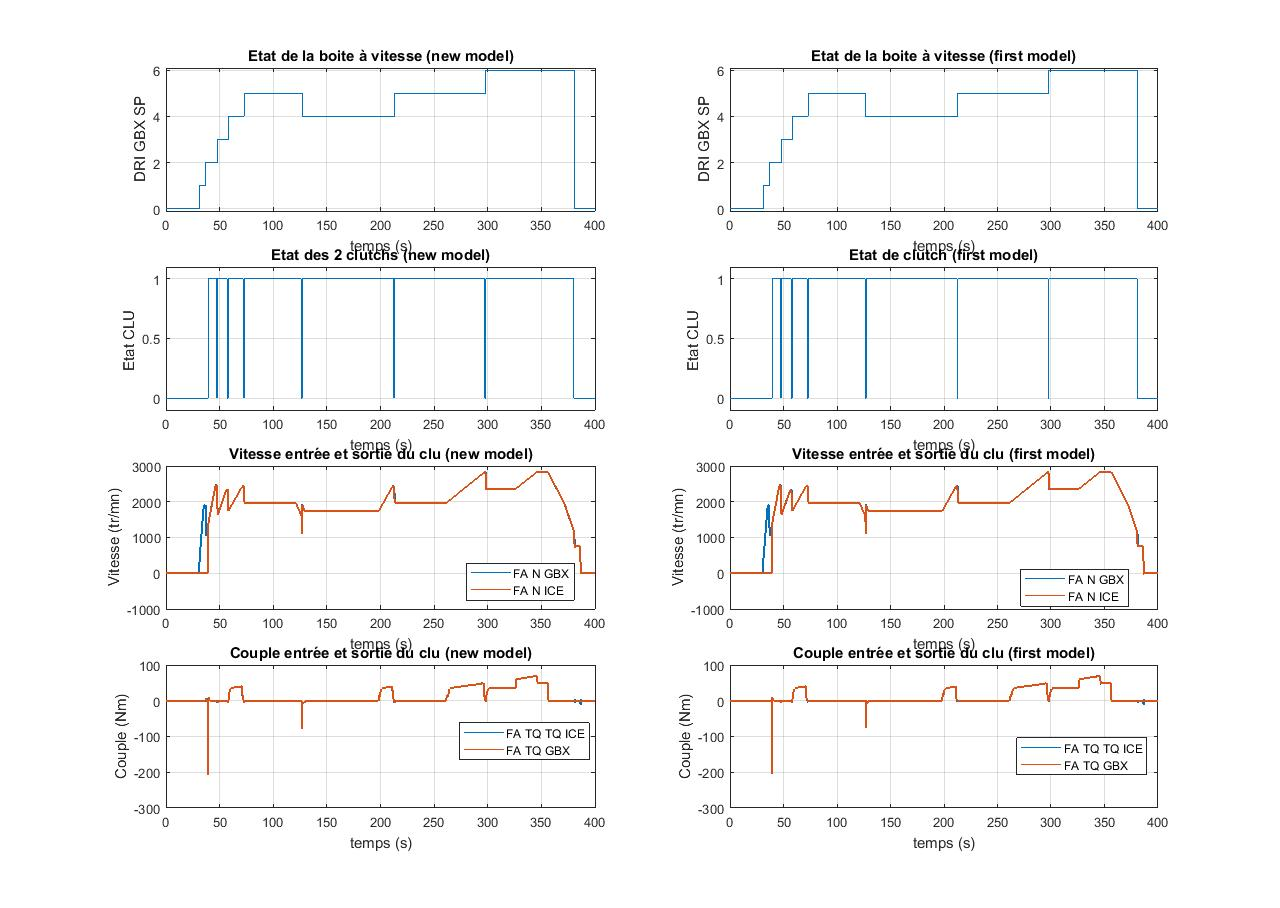 Etat de la boite à vitesse (new model)
DRI GBX SP
6
4
2
0
0 50 100 150 200 250 300 350 400
temps (s)
Etat de la boite à vitesse (first model)
DRI GBX SP
6
4
2
0
0 50 100 150 200 250 300 350 400
temps (s)
Etat des 2 clutchs (new model)
Etat CLU
1
0.5
0
0 50 100 150 200 250 300 350 400
temps (s)
Etat de clutch (first model)
Etat CLU
1
0.5
0
0 50 100 150 200 250 300 350 400
temps (s)
Vitesse entrée et sortie du clu (new model)
Vitesse (tr/mn)
3000
2000
1000
0
-1000
FA N GBX
FA N ICE
0 50 100 150 200 250 300 350 400
temps (s)
Vitesse entrée et sortie du clu (first model)
Vitesse (tr/mn)
3000
2000
1000
0
-1000
FA N GBX
FA N ICE
0 50 100 150 200 250 300 350 400
temps (s)
Couple entrée et sortie du clu (new model)
Couple (Nm)
100
0
-100
-200
-300
FA TQ TQ ICE
FA TQ GBX
0 50 100 150 200 250 300 350 400
temps (s)
Couple entrée et sortie du clu (first model)
Couple (Nm)
100
0
-100
-200
-300
FA TQ TQ ICE
FA TQ GBX
0 50 100 150 200 250 300 350 400
temps (s)